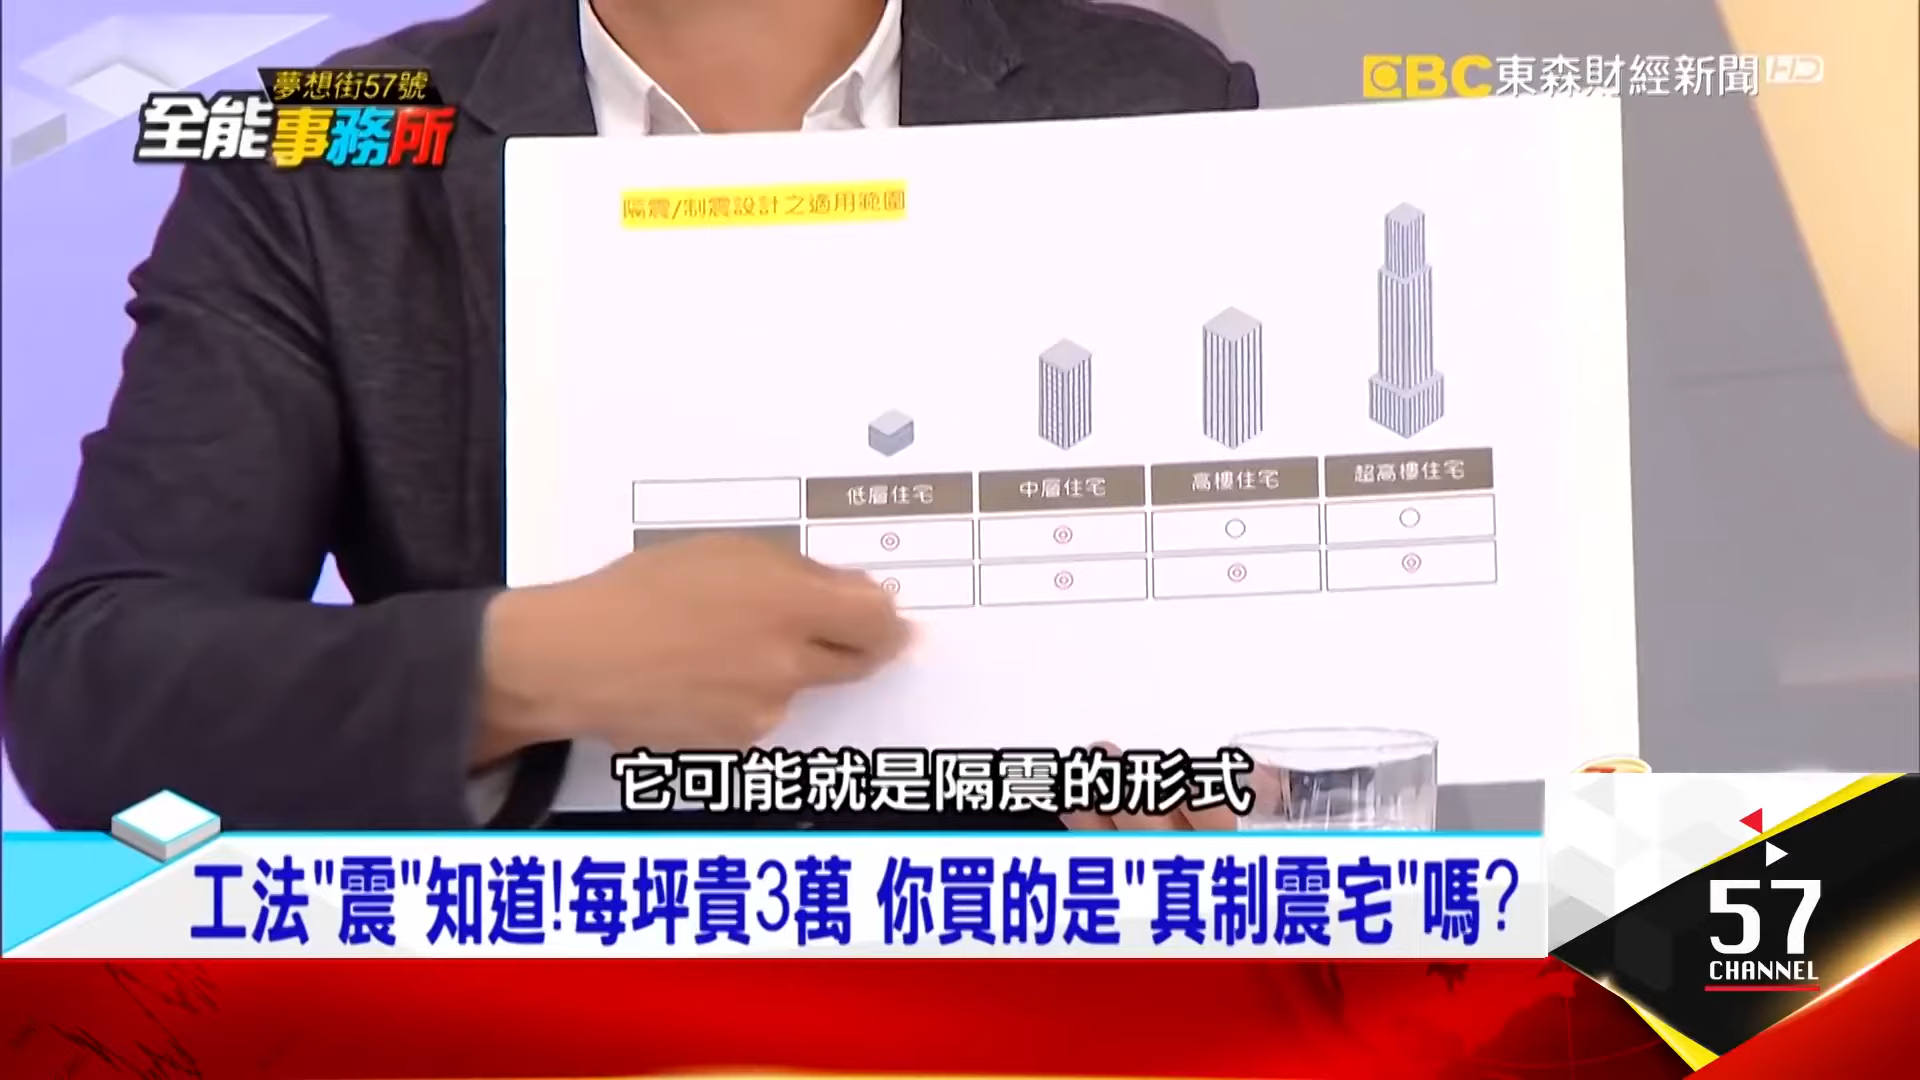 夢想街57號
全能事務所
EBC東森財經新聞HD
隔震/制震設計之適用範圍
低層住宅 中層住宅 高樓住宅 超高樓住宅
◎ ◎ ○ ○
◎ ◎ ◎ ◎
它可能就是隔震的形式
工法"震"知道!每坪貴3萬 你買的是"真制震宅"嗎?
57
CHANNEL